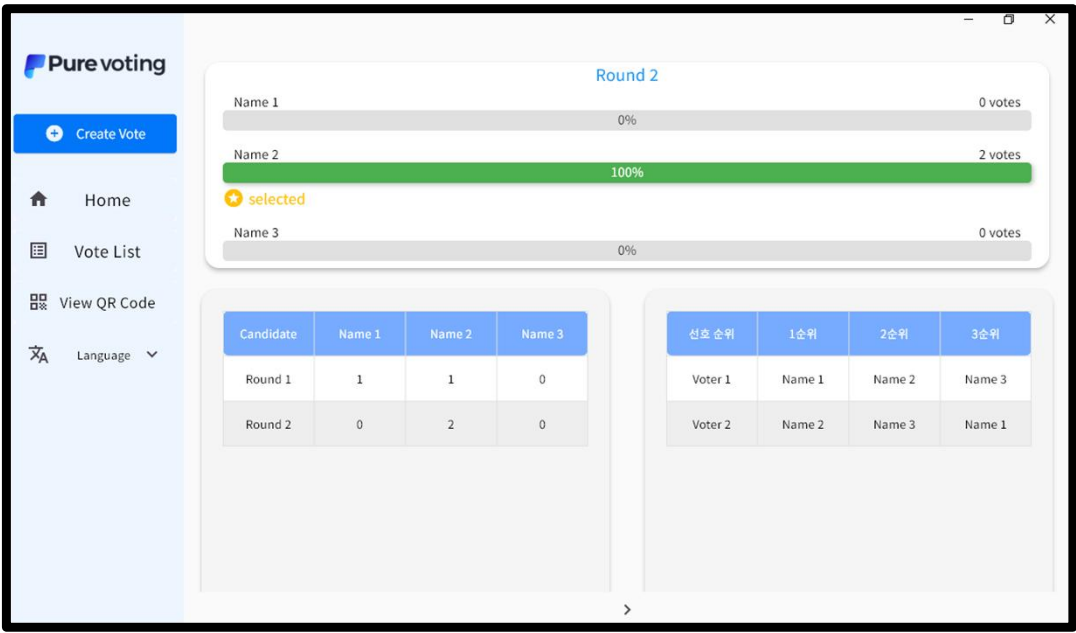 Pure voting
Create Vote
Home
Vote List
View QR Code
Language
Round 2
Name 1 0 votes
0%
Name 2 2 votes
100%
selected
Name 3 0 votes
0%
Candidate Name 1 Name 2 Name 3
Round 1 1 1 0
Round 2 0 2 0
선호 순위 1순위 2순위 3순위
Voter 1 Name 1 Name 2 Name 3
Voter 2 Name 2 Name 3 Name 1